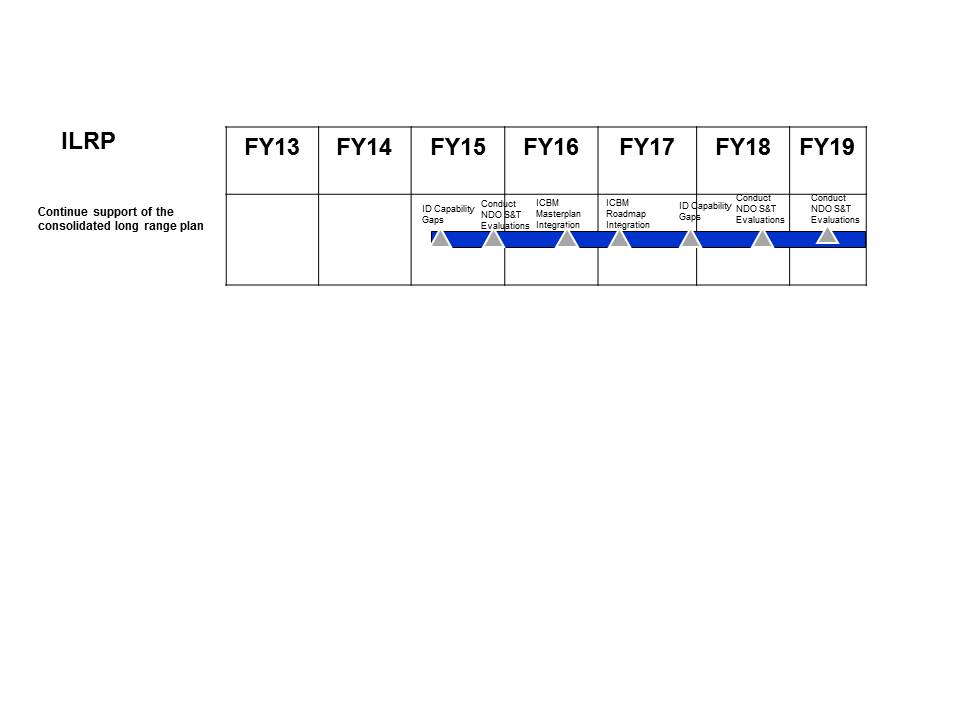 ILRP
FY13 FY14 FY15 FY16 FY17 FY18 FY19
Continue support of the
consolidated long range plan
ID Capability
Gaps
Conduct
NDO S&T
Evaluations
ICBM
Masterplan
Integration
ICBM
Roadmap
Integration
ID Capability
Gaps
Conduct
NDO S&T
Evaluations
Conduct
NDO S&T
Evaluations